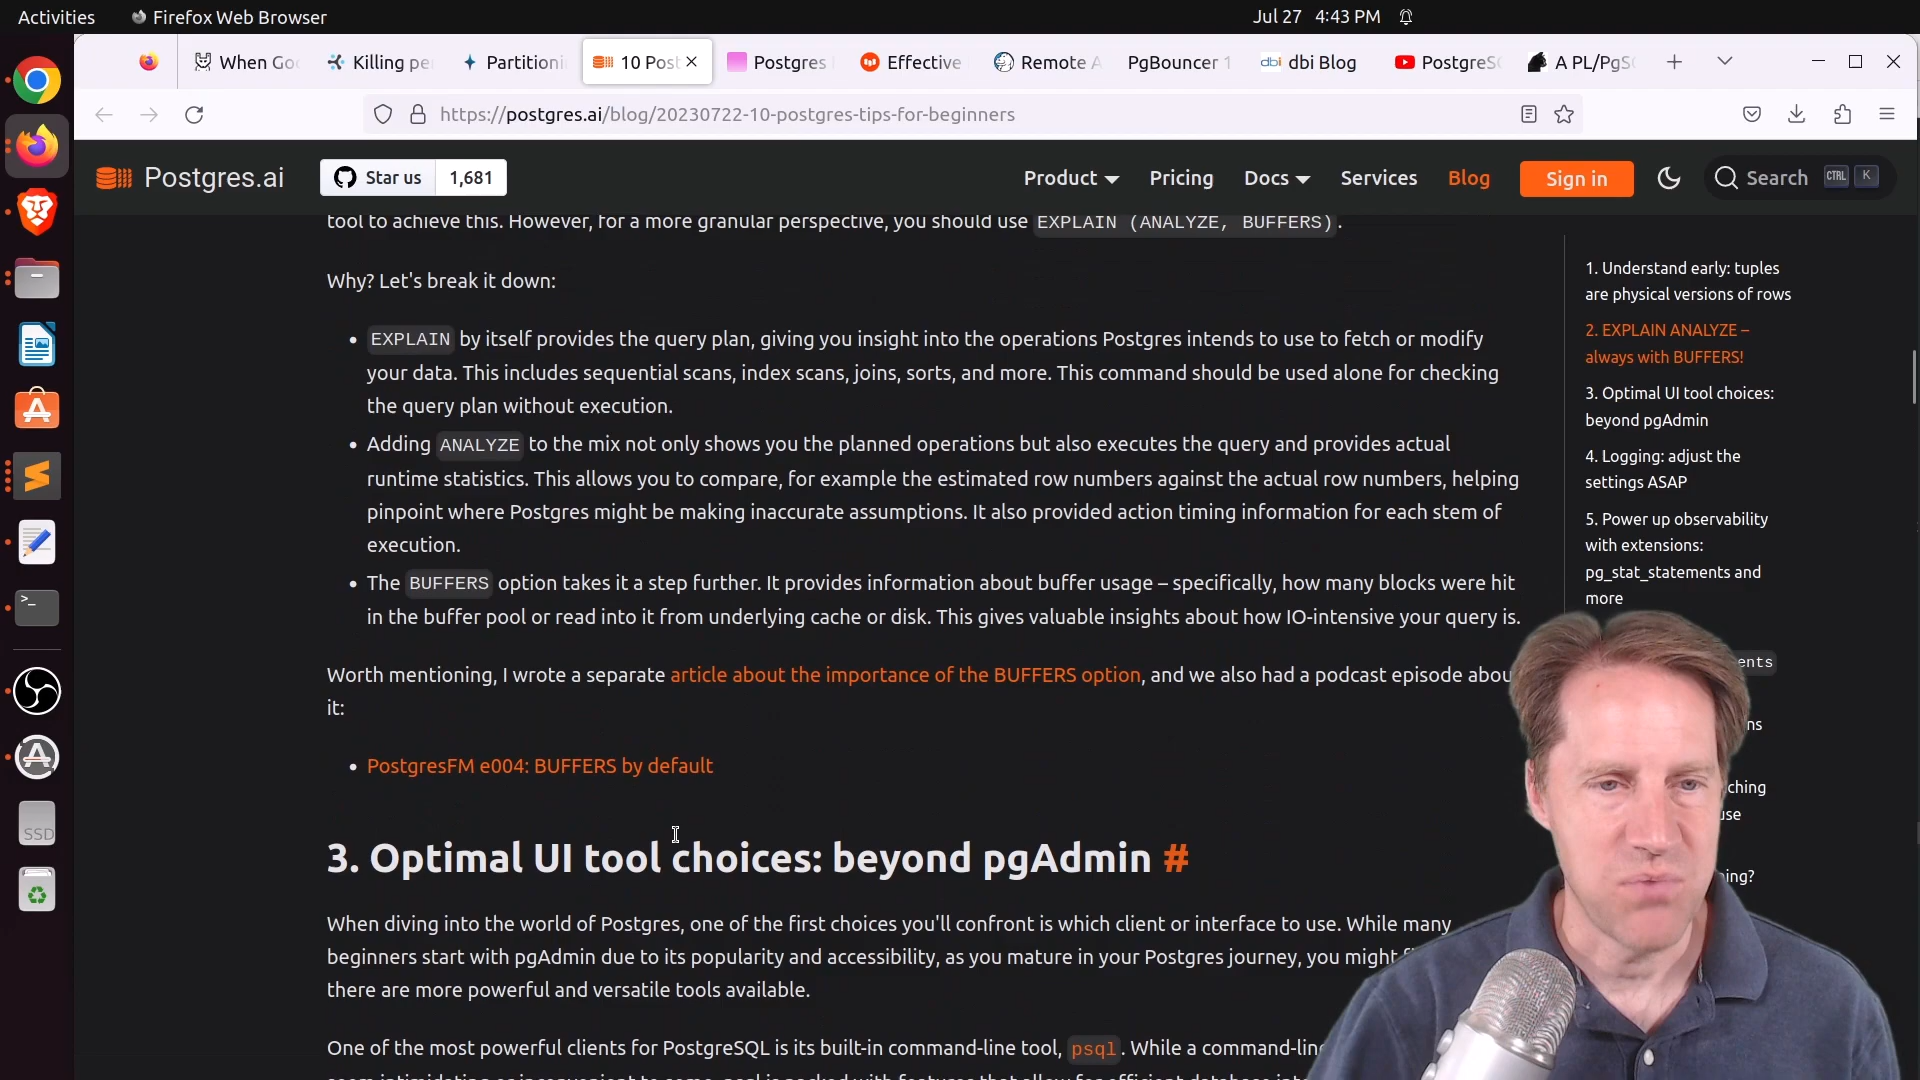 Activities
Firefox Web Browser
Jul 27 4:43 PM
When Go
Killing pe
Partitioni
10 Post
Postgres
Effective
Remote A
PgBouncer 1
dbi dbi Blog
PostgreS
A PL/PgS
https://postgres.ai/blog/20230722-10-postgres-tips-for-beginners
Postgres.ai
Star us
1,681
Product
Pricing
Docs
Services
Blog
Sign in
Search
CTRL
K
tool to achieve this. However, for a more granular perspective, you should use EXPLAIN (ANALYZE, BUFFERS).
Why? Let's break it down:
• EXPLAIN by itself provides the query plan, giving you insight into the operations Postgres intends to use to fetch or modify
your data. This includes sequential scans, index scans, joins, sorts, and more. This command should be used alone for checking
the query plan without execution.
• Adding ANALYZE to the mix not only shows you the planned operations but also executes the query and provides actual
runtime statistics. This allows you to compare, for example the estimated row numbers against the actual row numbers, helping
pinpoint where Postgres might be making inaccurate assumptions. It also provided action timing information for each stem of
execution.
• The BUFFERS option takes it a step further. It provides information about buffer usage – specifically, how many blocks were hit
in the buffer pool or read into it from underlying cache or disk. This gives valuable insights about how IO-intensive your query is.
Worth mentioning, I wrote a separate article about the importance of the BUFFERS option, and we also had a podcast episode abou
it:
• PostgresFM e004: BUFFERS by default
3. Optimal UI tool choices: beyond pgAdmin #
When diving into the world of Postgres, one of the first choices you'll confront is which client or interface to use. While many
beginners start with pgAdmin due to its popularity and accessibility, as you mature in your Postgres journey, you might
there are more powerful and versatile tools available.
One of the most powerful clients for PostgreSQL is its built-in command-line tool, psql. While a command-line
1. Understand early: tuples
are physical versions of rows
2. EXPLAIN ANALYZE –
always with BUFFERS!
3. Optimal UI tool choices:
beyond pgAdmin
4. Logging: adjust the
settings ASAP
5. Power up observability
with extensions:
pg_stat_statements and
more
ents
ns
ching
use
ing?
SSD